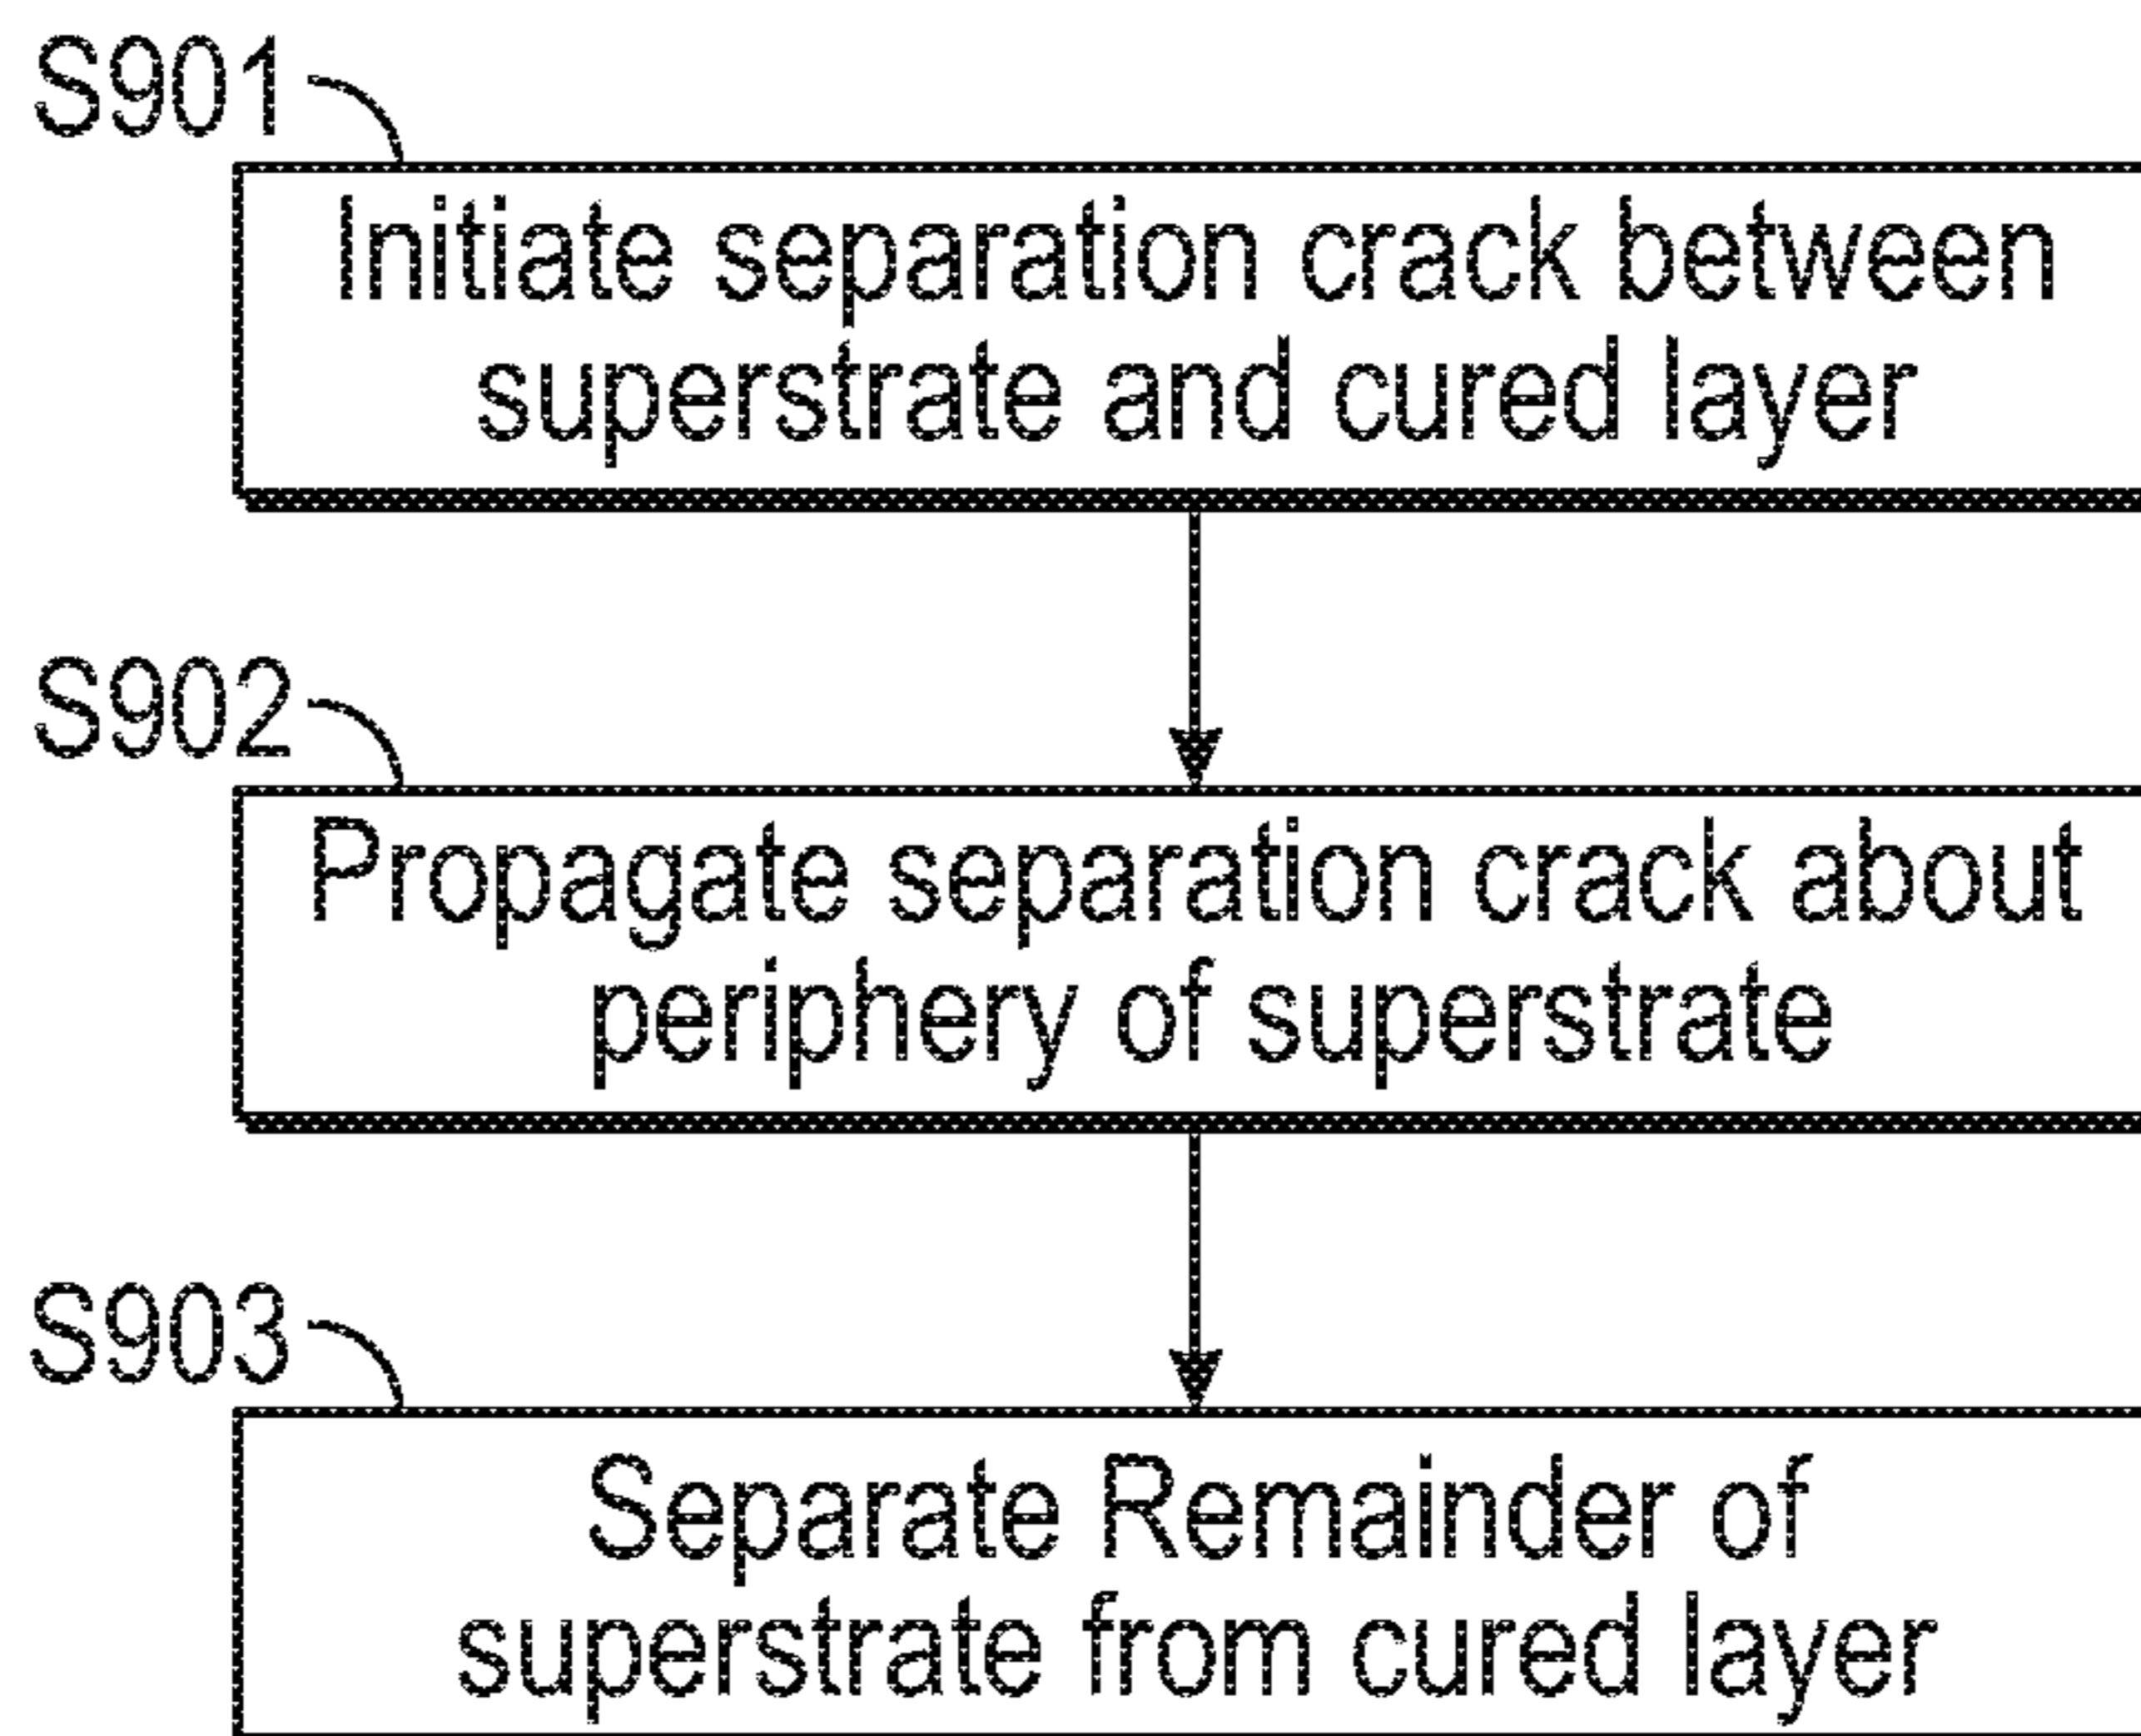 S901
Initiate separation crack between
superstrate and cured layer
S902
Propagate separation crack about
periphery of superstrate
S903
Separate Remainder of
superstrate from cured layer